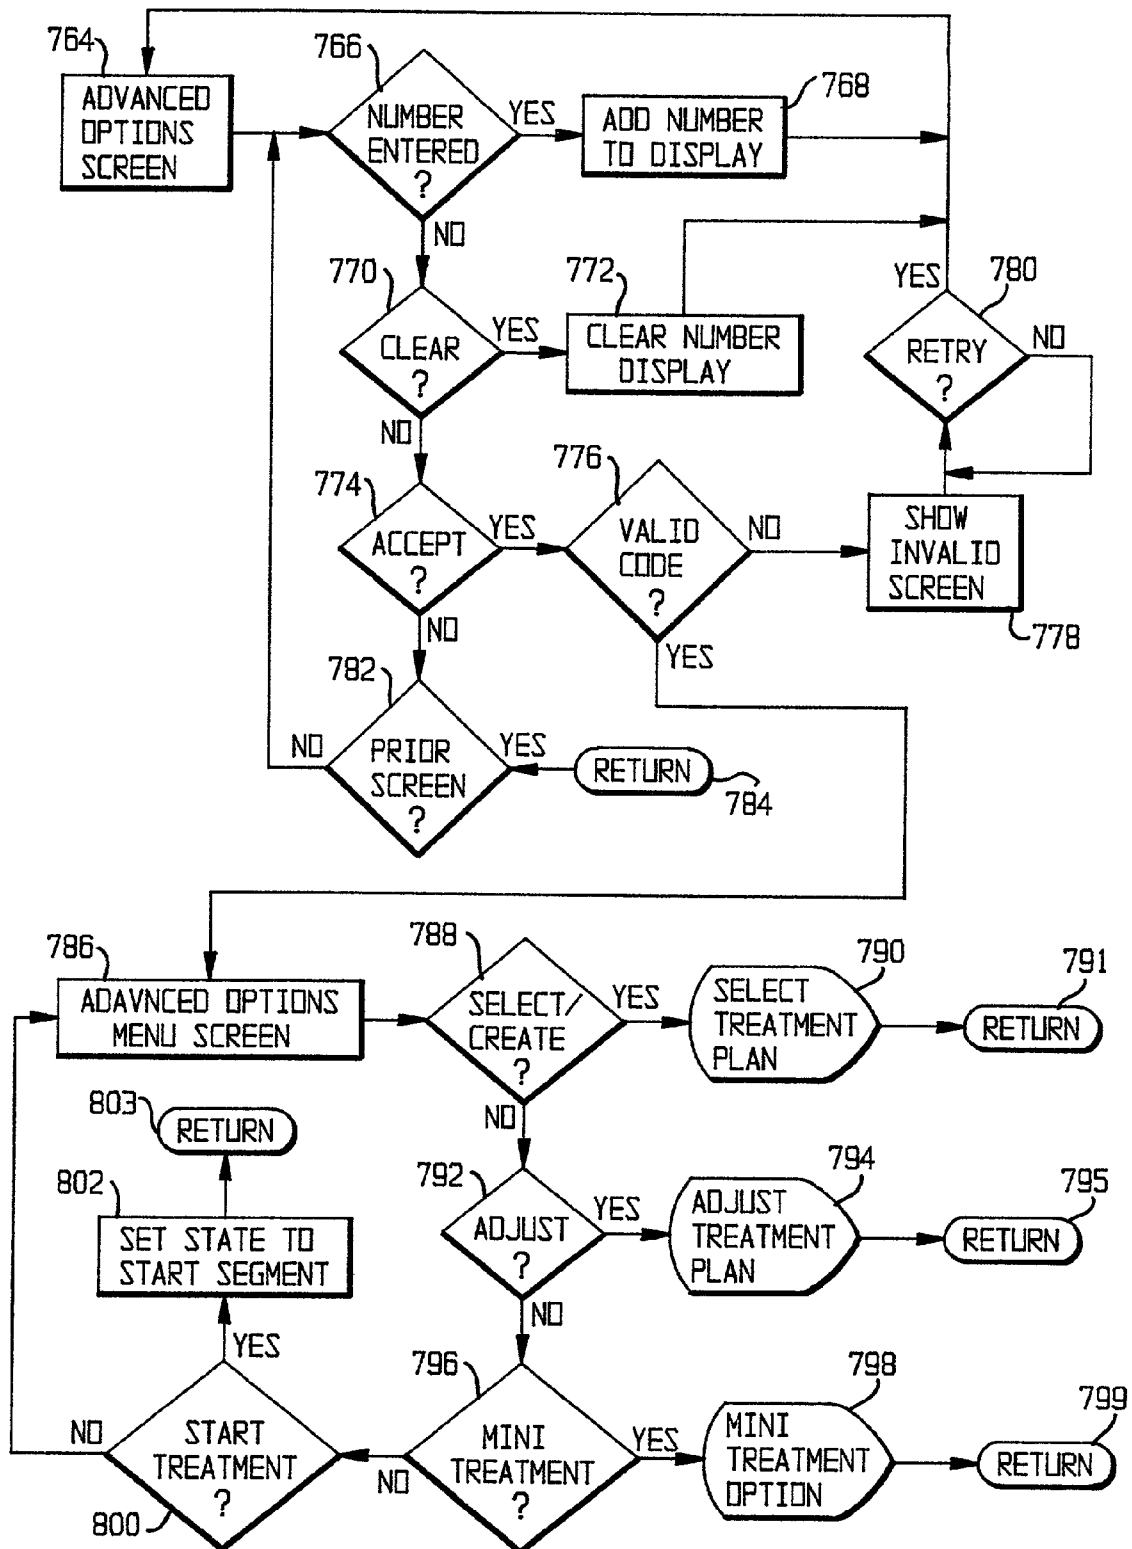 764
ADVANCED
OPTIONS
SCREEN
766
NUMBER
ENTERED
?
YES
768
ADD NUMBER
TO DISPLAY
NO
770
CLEAR
?
YES
772
CLEAR NUMBER
DISPLAY
YES
780
RETRY
?
NO
NO
774
ACCEPT
?
YES
776
VALID
CODE
?
NO
SHOW
INVALID
SCREEN
778
NO
YES
782
PRIOR
SCREEN
?
NO
YES
RETURN
784
786
ADAVNCED OPTIONS
MENU SCREEN
788
SELECT/
CREATE
?
YES
790
SELECT
TREATMENT
PLAN
791
RETURN
NO
803
RETURN
792
ADJUST
?
YES
794
ADJUST
TREATMENT
PLAN
795
RETURN
802
SET STATE TO
START SEGMENT
NO
YES
796
MINI
TREATMENT
?
YES
798
MINI
TREATMENT
OPTION
799
RETURN
NO
START
TREATMENT
?
NO
800